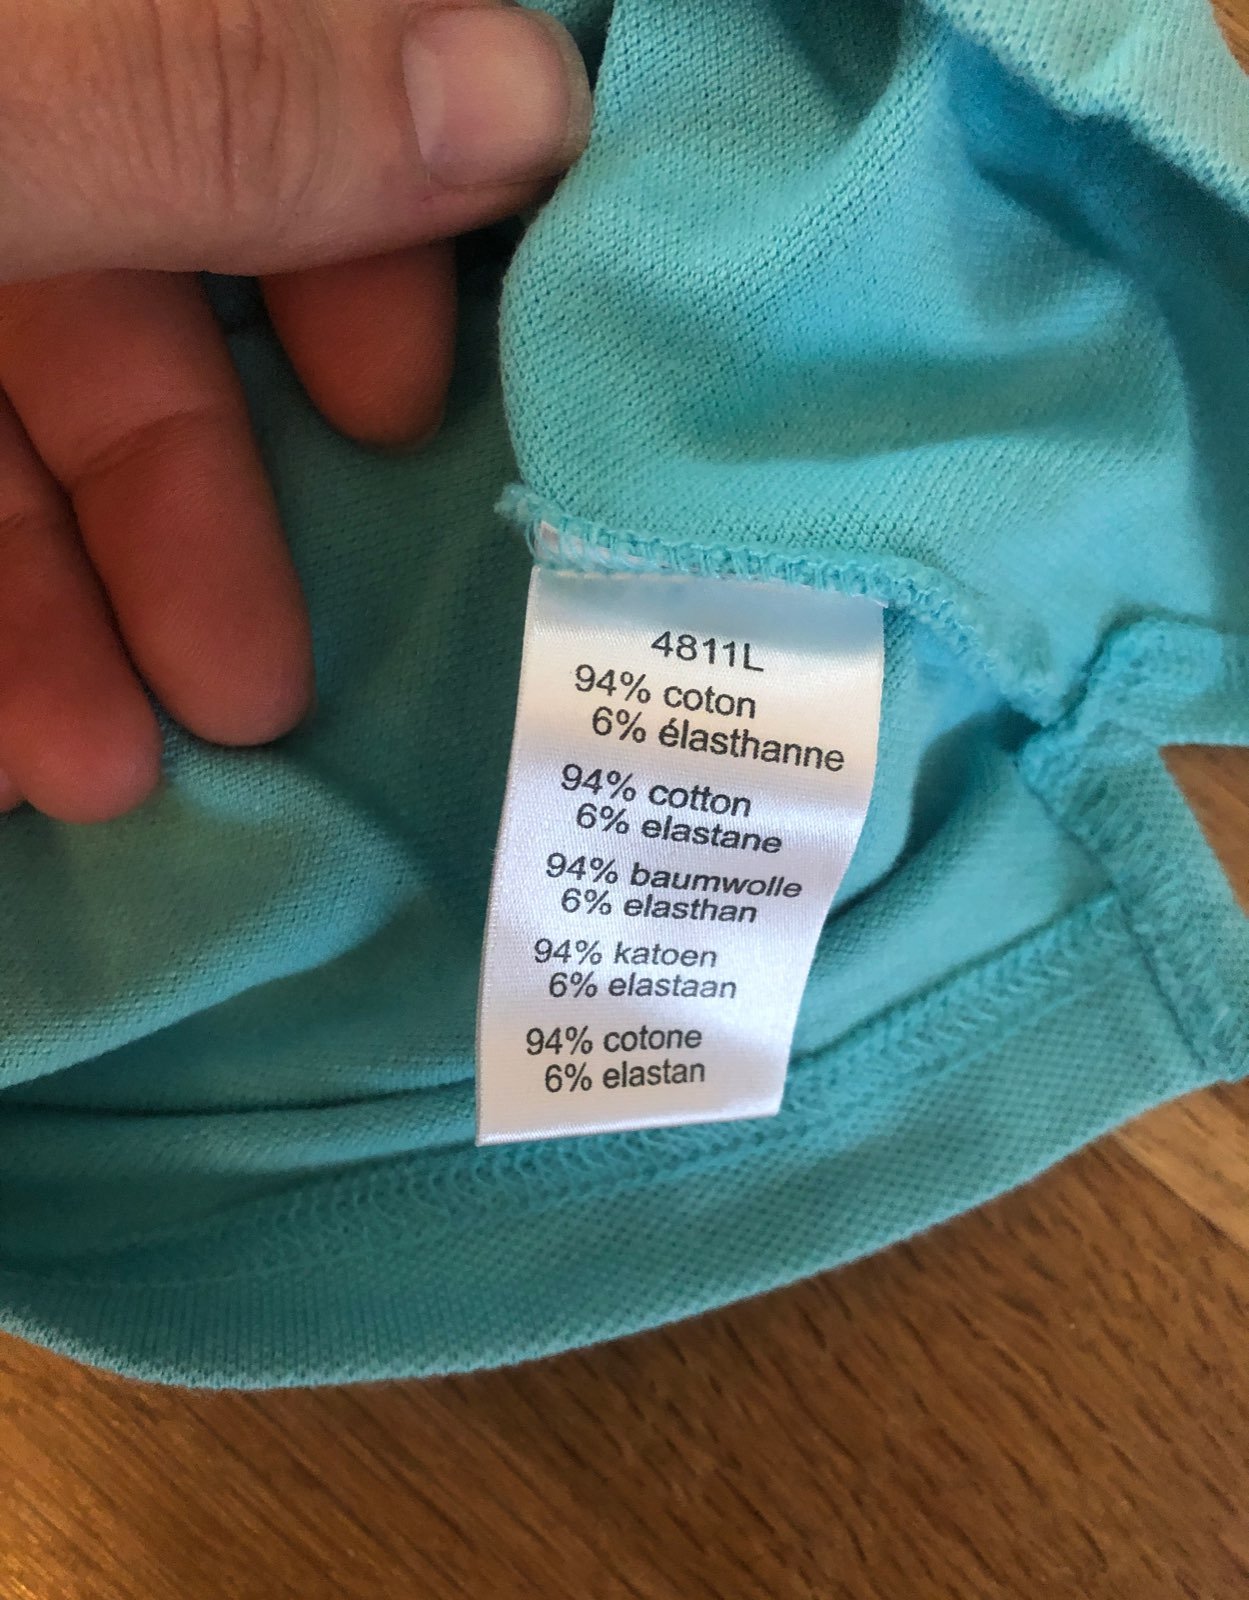 4811L
94% coton
6% élasthanne
94% cotton
6% elastane
94% baumwolle
6% elasthan
94% katoen
6% elastaan
94% cotone
6% elastan